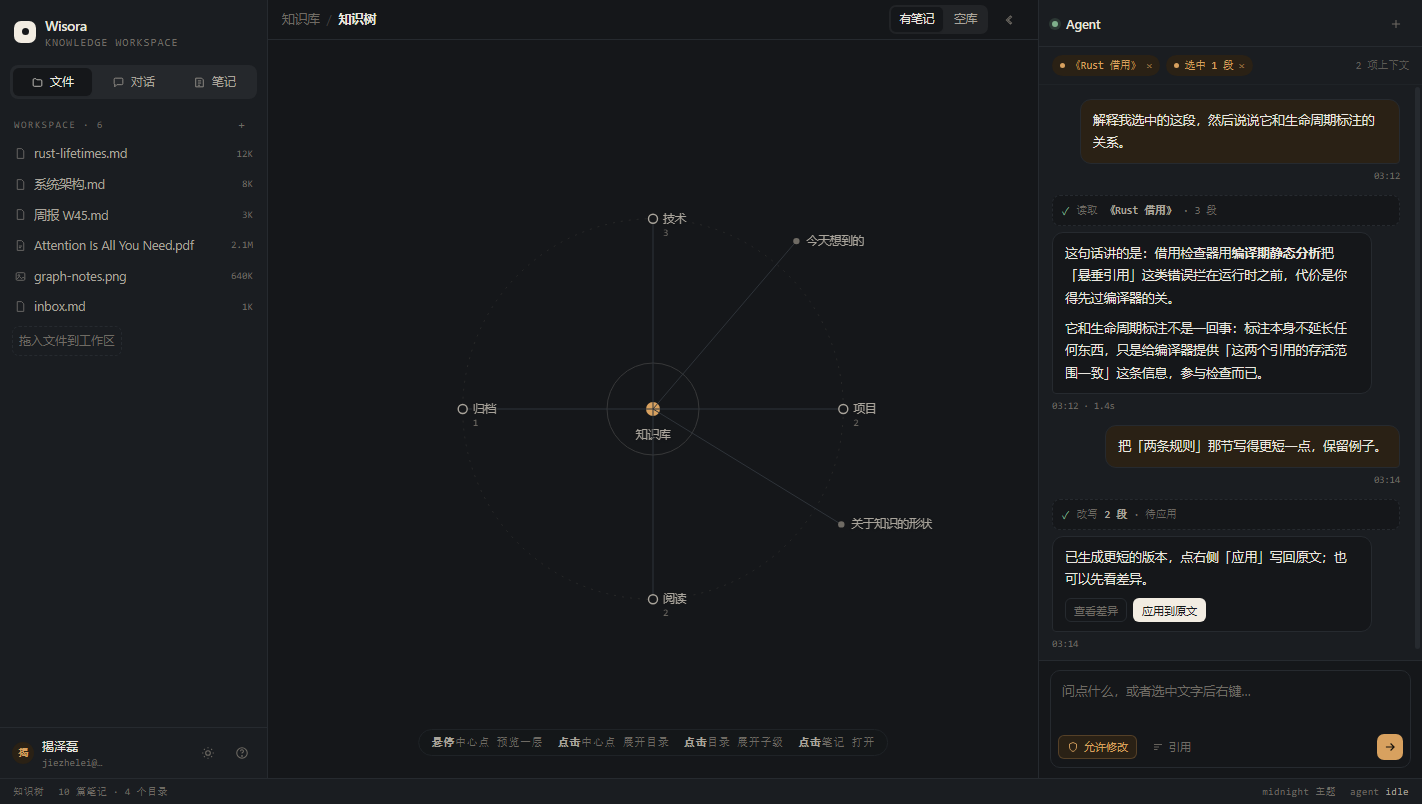 Wisora
KNOWLEDGE WORKSPACE
文件
对话
笔记
WORKSPACE · 6
+
rust-lifetimes.md 12K
系统架构.md 8K
周报 W45.md 3K
Attention Is All You Need.pdf 2.1M
graph-notes.png 640K
inbox.md 1K
拖入文件到工作区
揭
揭泽磊
jiezhelei@…
知识库 / 知识树
有笔记
空库
技术
3
今天想到的
归档
1
知识库
项目
2
关于知识的形状
阅读
2
悬停中心点 预览一层 点击中心点 展开目录 点击目录 展开子级 点击笔记 打开
Agent
+
《Rust 借用》 ×
选中 1 段 ×
2 项上下文
解释我选中的这段，然后说说它和生命周期标注的
关系。
03:12
✓ 读取 《Rust 借用》 · 3 段
这句话讲的是：借用检查器用编译期静态分析把
「悬垂引用」这类错误拦在运行时之前，代价是你
得先过编译器的关。
它和生命周期标注不是一回事：标注本身不延长任
何东西，只是给编译器提供「这两个引用的存活范
围一致」这条信息，参与检查而已。
03:12 · 1.4s
把「两条规则」那节写得更短一点，保留例子。
03:14
✓ 改写 2 段 · 待应用
已生成更短的版本，点右侧「应用」写回原文；也
可以先看差异。
查看差异
应用到原文
03:14
问点什么，或者选中文字后右键…
允许修改
引用
知识树 10 篇笔记 · 4 个目录
midnight 主题 agent idle